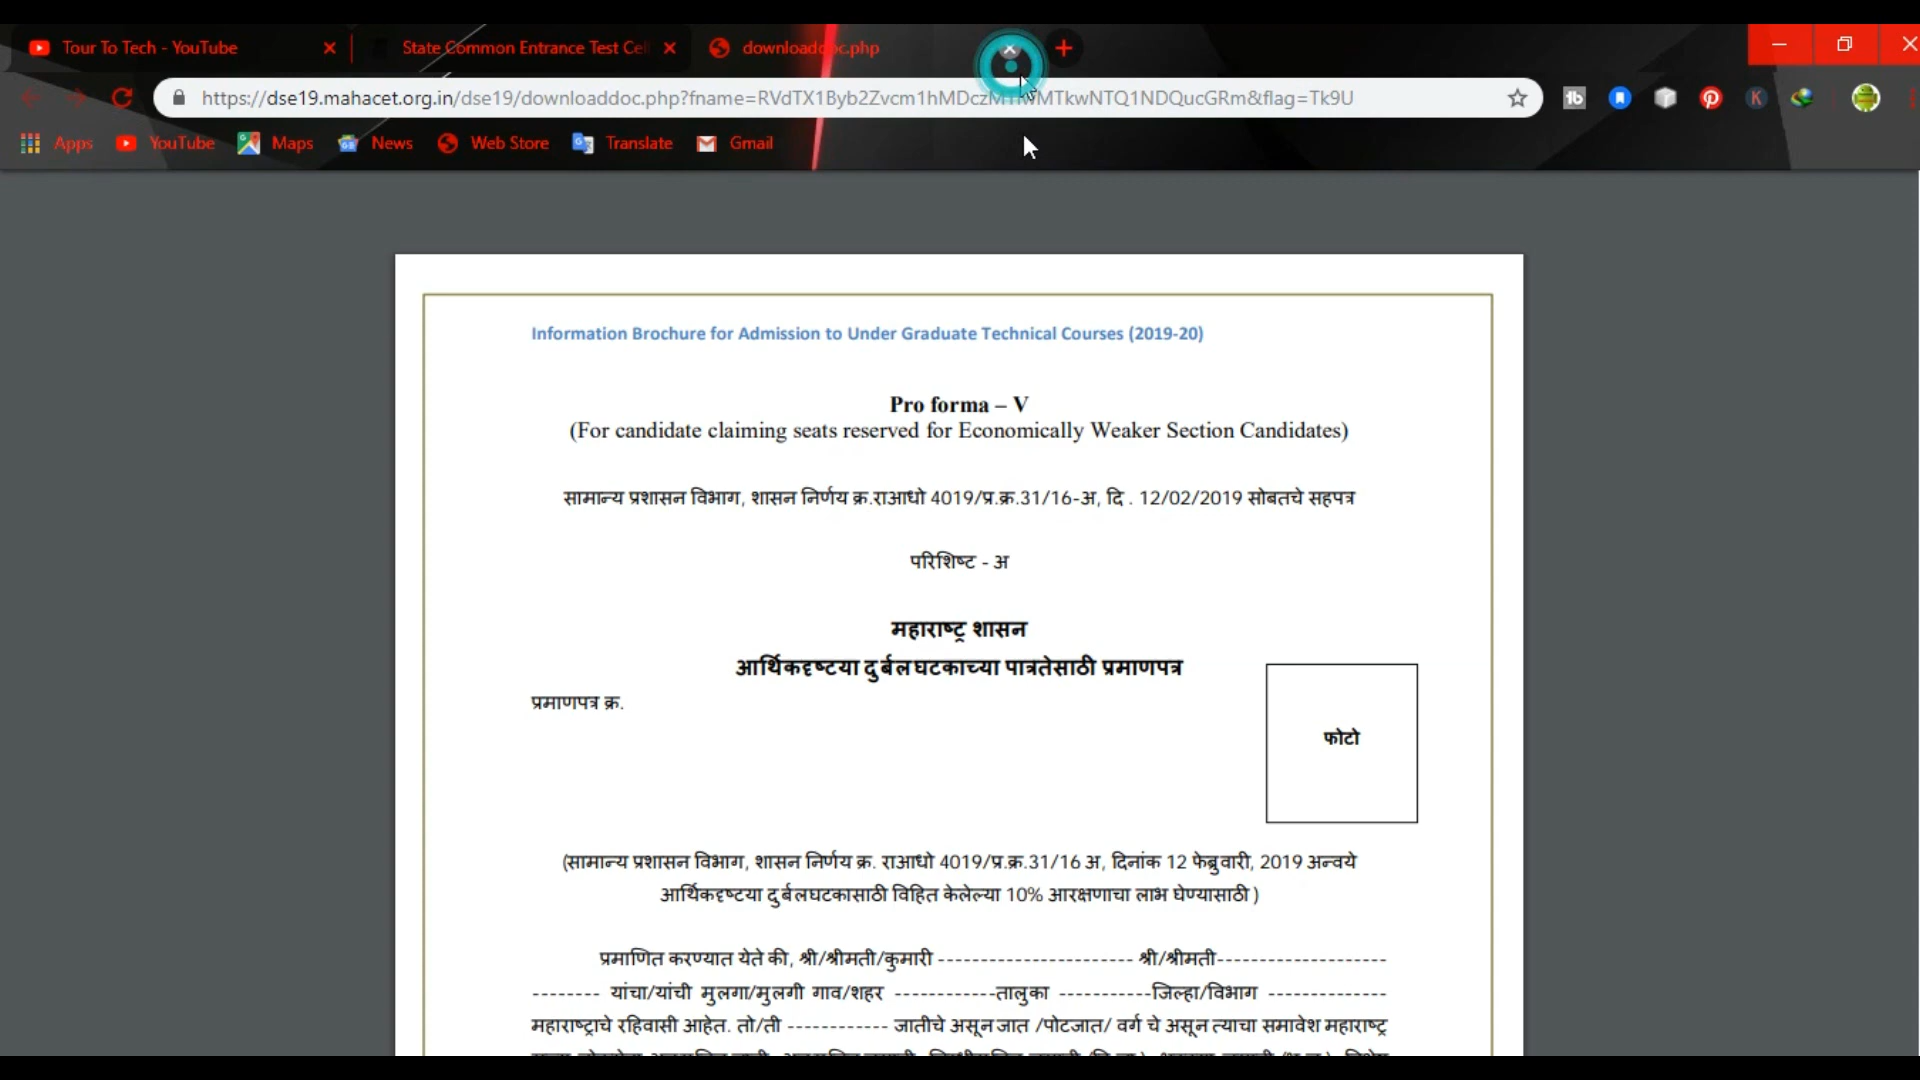 Tour To Tech - YouTube
State Common Entrance Test Cell
downloaddoc.php
https://dse19.mahacet.org.in/dse19/downloaddoc.php?fname=RVdTX1Byb2Zvcm1hMDcz MTkwNTQ1NDQucGRm&flag=Tk9U
Apps YouTube Maps News Web Store Translate Gmail
Information Brochure for Admission to Under Graduate Technical Courses (2019-20)
Pro forma – V
(For candidate claiming seats reserved for Economically Weaker Section Candidates)
सामान्य प्रशासन विभाग, शासन निर्णय क्र.राआधो 4019/प्र.क्र.31/16-अ, दि . 12/02/2019 सोबतचे सहपत्र
परिशिष्ट - अ
महाराष्ट्र शासन
आर्थिकदृष्टया दुर्बलघटकाच्या पात्रतेसाठी प्रमाणपत्र
प्रमाणपत्र क्र.
फोटो
(सामान्य प्रशासन विभाग, शासन निर्णय क्र. राआधो 4019/प्र.क्र.31/16 अ, दिनांक 12 फेब्रुवारी, 2019 अन्वये
आर्थिकदृष्टया दुर्बलघटकासाठी विहित केलेल्या 10% आरक्षणाचा लाभ घेण्यासाठी )
प्रमाणित करण्यात येते की, श्री/श्रीमती/कुमारी ----------------------- श्री/श्रीमती--------------------
-------- यांचा/यांची मुलगा/मुलगी गाव/शहर ------------तालुका -----------जिल्हा/विभाग --------------
महाराष्ट्राचे रहिवासी आहेत. तो/ती ------------ जातीचे असून जात /पोटजात/ वर्ग चे असून त्याचा समावेश महाराष्ट्र